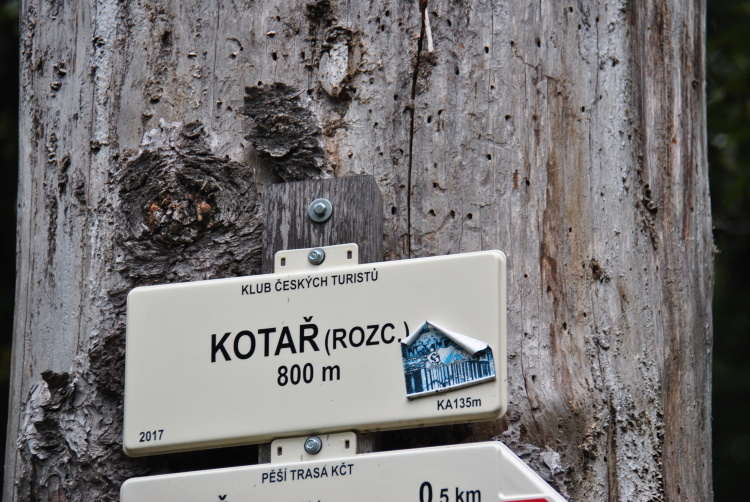 KLUB ČESKÝCH TURISTŮ
KOTAŘ (ROZC.)
800 m
KA135m
2017
PĚŠÍ TRASA KČT
0,5 km